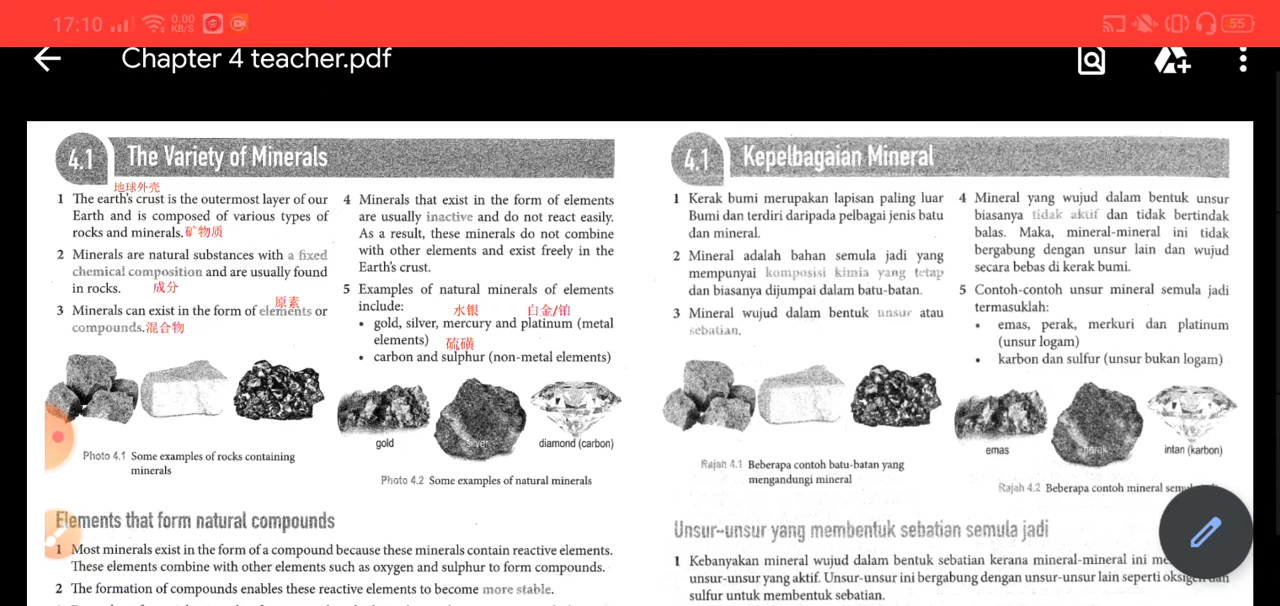 17:10
0.00
KB/S
55
Chapter 4 teacher.pdf
4.1 The Variety of Minerals
地球外壳
1 The earth's crust is the outermost layer of our
Earth and is composed of various types of
rocks and minerals.矿物质
2 Minerals are natural substances with a fixed
chemical composition and are usually found
in rocks. 成分
原素
3 Minerals can exist in the form of elements or
compounds.混合物
Photo 4.1 Some examples of rocks containing
minerals
4 Minerals that exist in the form of elements
are usually inactive and do not react easily.
As a result, these minerals do not combine
with other elements and exist freely in the
Earth's crust.
5 Examples of natural minerals of elements
include: 水银 白金/铂
• gold, silver, mercury and platinum (metal
elements) 硫磺
• carbon and sulphur (non-metal elements)
gold
silver
diamond (carbon)
Photo 4.2 Some examples of natural minerals
Elements that form natural compounds
1 Most minerals exist in the form of a compound because these minerals contain reactive elements.
These elements combine with other elements such as oxygen and sulphur to form compounds.
2 The formation of compounds enables these reactive elements to become more stable.
4.1 Kepelbagaian Mineral
1 Kerak bumi merupakan lapisan paling luar
Bumi dan terdiri daripada pelbagai jenis batu
dan mineral.
2 Mineral adalah bahan semula jadi yang
mempunyai komposisi kimia yang tetap
dan biasanya dijumpai dalam batu-batan.
3 Mineral wujud dalam bentuk unsur atau
sebatian.
Rajah 4.1 Beberapa contoh batu-batan yang
mengandungi mineral
4 Mineral yang wujud dalam bentuk unsur
biasanya tidak aktif dan tidak bertindak
balas. Maka, mineral-mineral ini tidak
bergabung dengan unsur lain dan wujud
secara bebas di kerak bumi.
5 Contoh-contoh unsur mineral semula jadi
termasuklah:
• emas, perak, merkuri dan platinum
(unsur logam)
• karbon dan sulfur (unsur bukan logam)
emas
perak
intan (karbon)
Rajah 4.2 Beberapa contoh mineral
Unsur-unsur yang membentuk sebatian semula jadi
1 Kebanyakan mineral wujud dalam bentuk sebatian kerana mineral-mineral ini
unsur-unsur yang aktif. Unsur-unsur ini bergabung dengan unsur-unsur lain seperti oksigen dan
sulfur untuk membentuk sebatian.